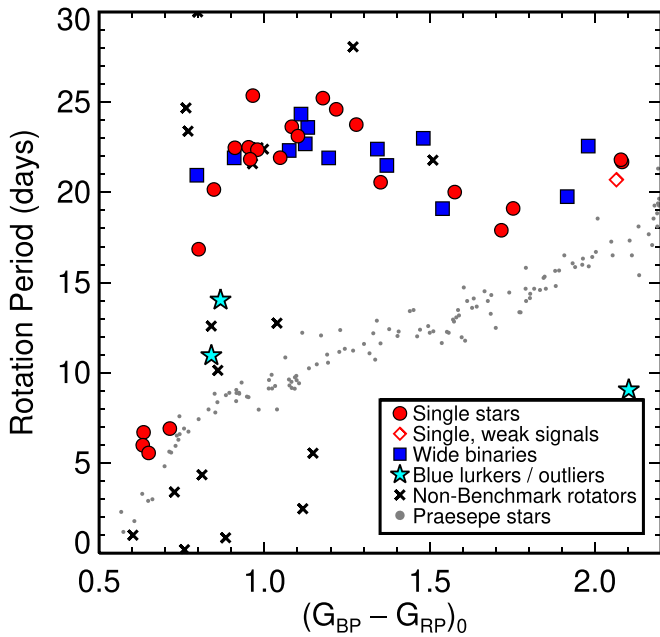 30
25
20
15
10
5
0
Rotation Period (days)
Single stars
Single, weak signals
Wide binaries
Blue lurkers / outliers
Non-Benchmark rotators
Praesepe stars
0.5 1.0 1.5 2.0
(G_BP − G_RP)_0